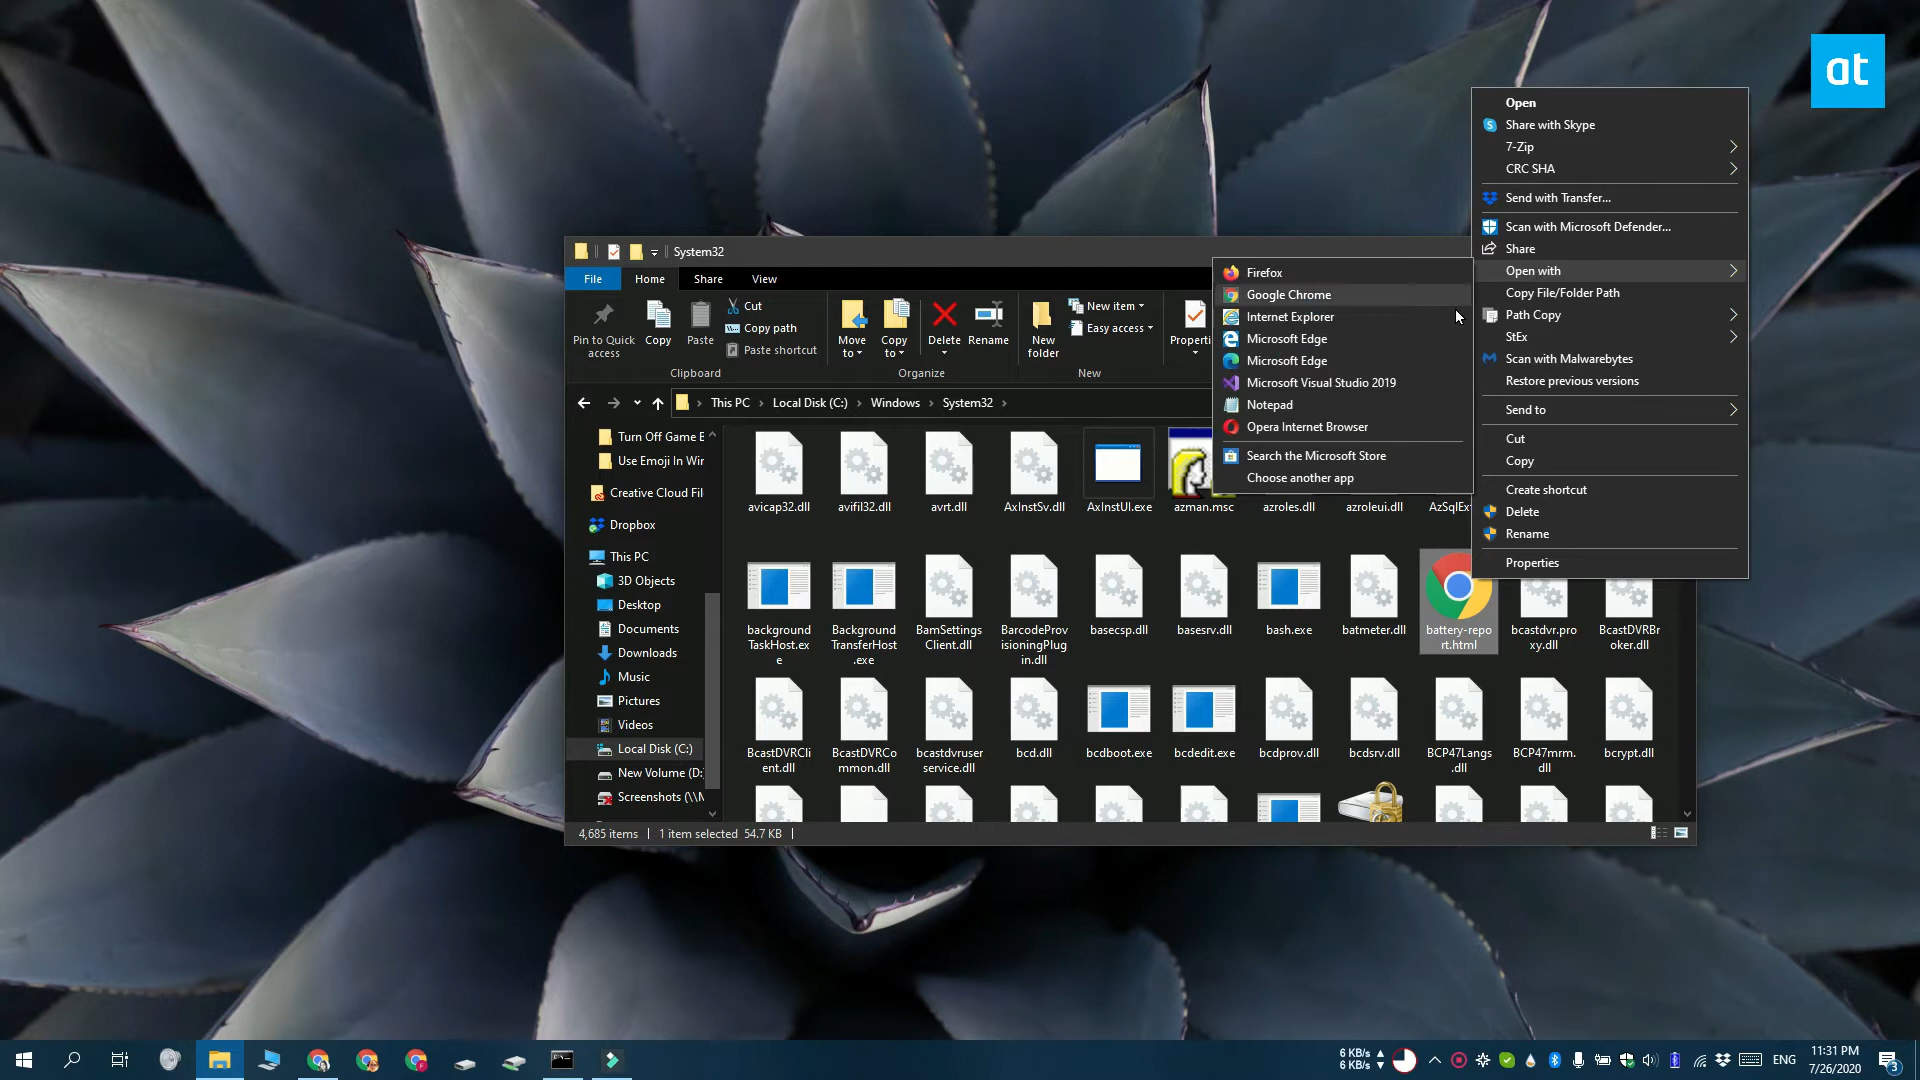 at
System32
File
Home
Share
View
Pin to Quick access
Copy
Paste
Cut
Copy path
Paste shortcut
Clipboard
Move to
Copy to
Delete
Rename
Organize
New folder
New item
Easy access
New
Properti
This PC
Local Disk (C:)
Windows
System32
Turn Off Game B
Use Emoji In Wir
Creative Cloud Fil
Dropbox
This PC
3D Objects
Desktop
Documents
Downloads
Music
Pictures
Videos
Local Disk (C:)
New Volume (D:
Screenshots (\\M
avicap32.dll
avifil32.dll
avrt.dll
AxInstSv.dll
AxInstUI.exe
azman.msc
azroles.dll
azroleui.dll
AzSqlEx
background
TaskHost.ex
e
Background
TransferHost
.exe
BamSettings
Client.dll
BarcodeProv
isioningPlug
in.dll
basecsp.dll
basesrv.dll
bash.exe
batmeter.dll
battery-repo
rt.html
bcastdvr.pro
xy.dll
BcastDVRBr
oker.dll
BcastDVRCli
ent.dll
BcastDVRCo
mmon.dll
bcastdvruser
service.dll
bcd.dll
bcdboot.exe
bcdedit.exe
bcdprov.dll
bcdsrv.dll
BCP47Langs
.dll
BCP47mrm.
dll
bcrypt.dll
4,685 items
1 item selected 54.7 KB
Firefox
Google Chrome
Internet Explorer
Microsoft Edge
Microsoft Edge
Microsoft Visual Studio 2019
Notepad
Opera Internet Browser
Search the Microsoft Store
Choose another app
Open
Share with Skype
7-Zip
CRC SHA
Send with Transfer...
Scan with Microsoft Defender...
Share
Open with
Copy File/Folder Path
Path Copy
StEx
Scan with Malwarebytes
Restore previous versions
Send to
Cut
Copy
Create shortcut
Delete
Rename
Properties
6 KB/s
6 KB/s
ENG
11:31 PM
7/26/2020
3